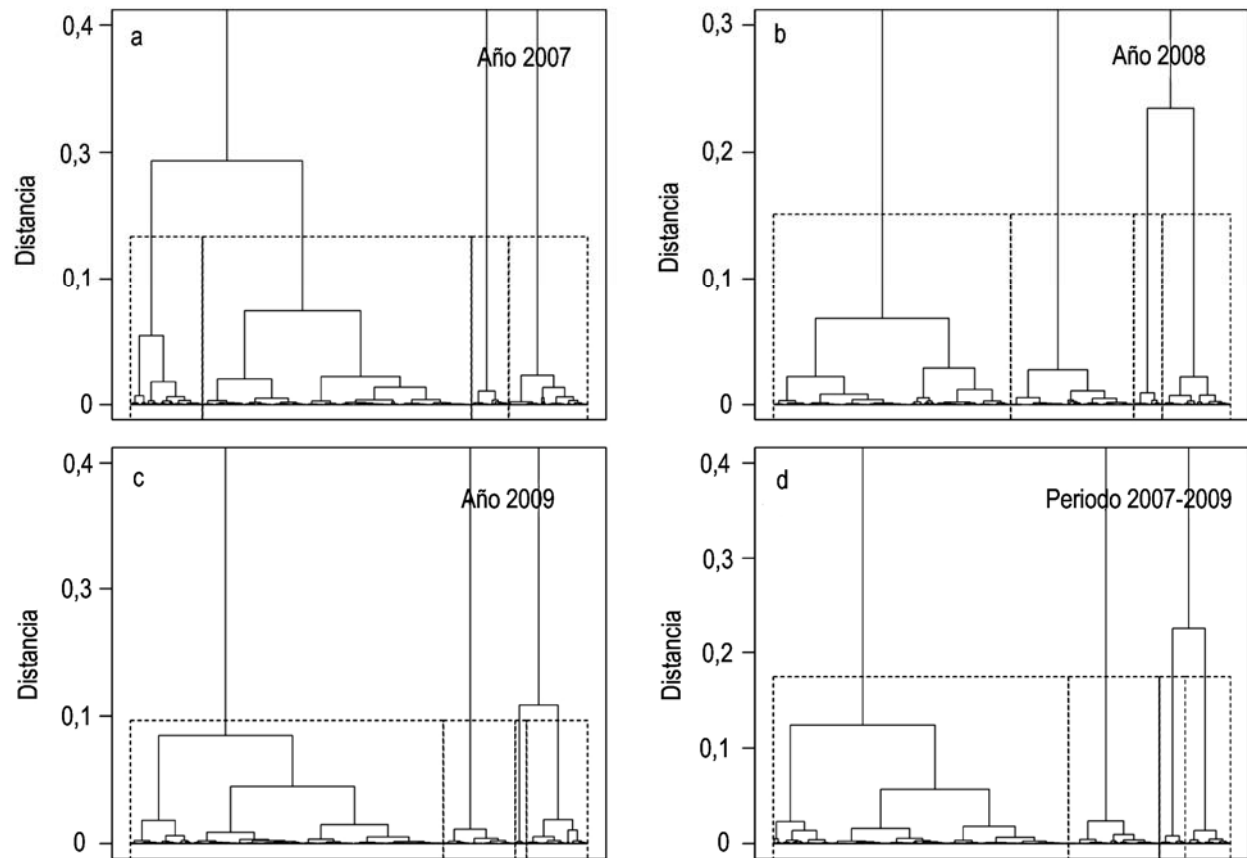 a
Año 2007
0,4
0,3
0,1
0
Distancia
b
Año 2008
0,3
0,2
0,1
0
Distancia
c
Año 2009
0,4
0,3
0,1
0
Distancia
d
Periodo 2007-2009
0,4
0,3
0,2
0,1
0
Distancia